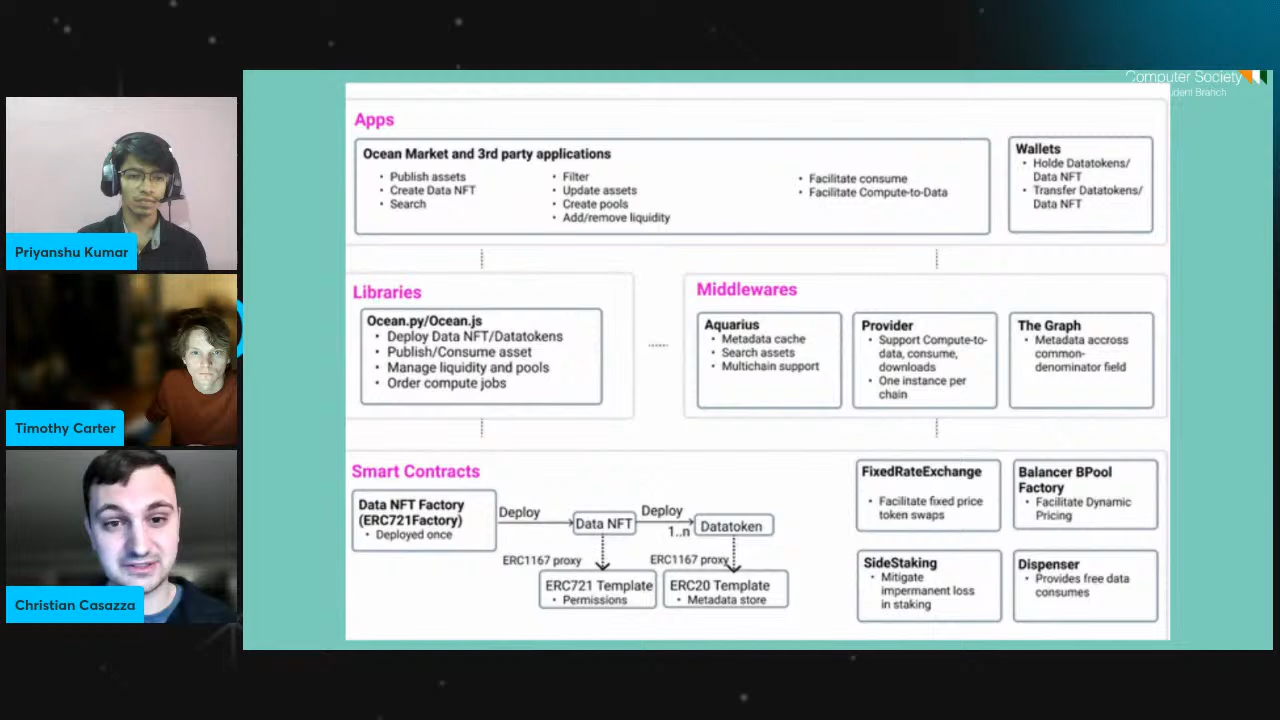 Computer Society
udent Branch
Priyanshu Kumar
Timothy Carter
Christian Casazza
Apps
Ocean Market and 3rd party applications
Publish assets
Create Data NFT
Search
Filter
Update assets
Create pools
Add/remove liquidity
Facilitate consume
Facilitate Compute-to-Data
Wallets
Holde Datatokens/
Data NFT
Transfer Datatokens/
Data NFT
Libraries
Ocean.py/Ocean.js
Deploy Data NFT/Datatokens
Publish/Consume asset
Manage liquidity and pools
Order compute jobs
Middlewares
Aquarius
Metadata cache
Search assets
Multichain support
Provider
Support Compute-to-
data, consume,
downloads
One instance per
chain
The Graph
Metadata accross
common-
denominator field
Smart Contracts
Data NFT Factory
(ERC721Factory)
Deployed once
Deploy
Data NFT
Deploy
1..n
Datatoken
ERC1167 proxy
ERC1167 proxy
ERC721 Template
Permissions
ERC20 Template
Metadata store
FixedRateExchange
Facilitate fixed price
token swaps
Balancer BPool
Factory
Facilitate Dynamic
Pricing
SideStaking
Mitigate
impermanent loss
in staking
Dispenser
Provides free data
consumes